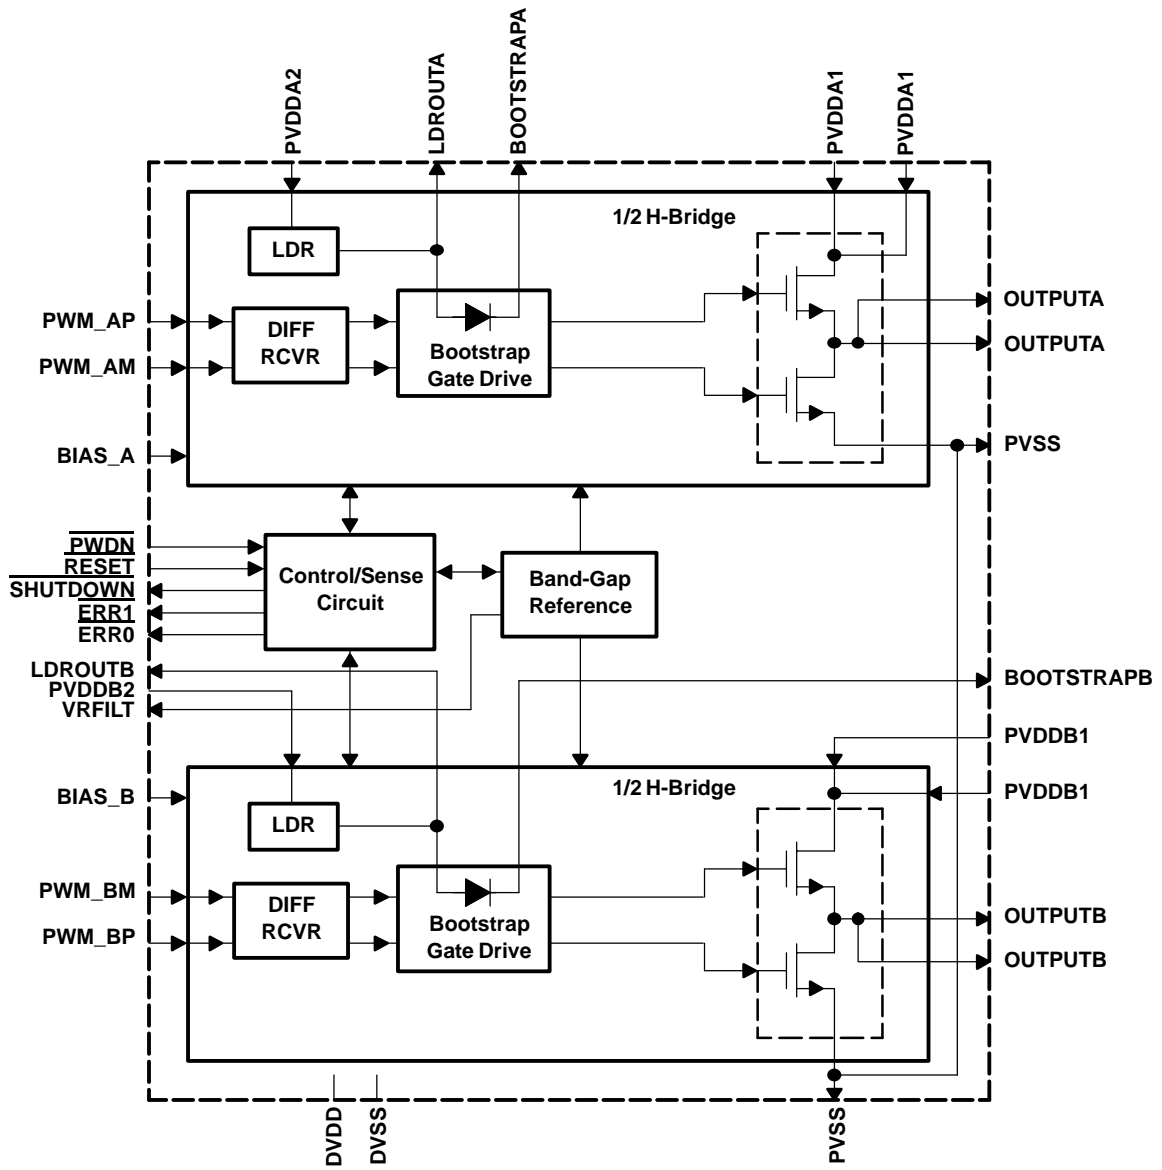 PVDDA2
LDROUTA
BOOTSTRAPA
PVDDA1
PVDDA1
1/2 H-Bridge
LDR
PWM_AP
PWM_AM
DIFF
RCVR
Bootstrap
Gate Drive
OUTPUTA
OUTPUTA
BIAS_A
PVSS
PWDN
RESET
SHUTDOWN
ERR1
ERR0
Control/Sense
Circuit
Band-Gap
Reference
LDROUTB
PVDDB2
VRFILT
BOOTSTRAPB
PVDDB1
PVDDB1
BIAS_B
1/2 H-Bridge
LDR
PWM_BM
PWM_BP
DIFF
RCVR
Bootstrap
Gate Drive
OUTPUTB
OUTPUTB
DVDD
DVSS
PVSS